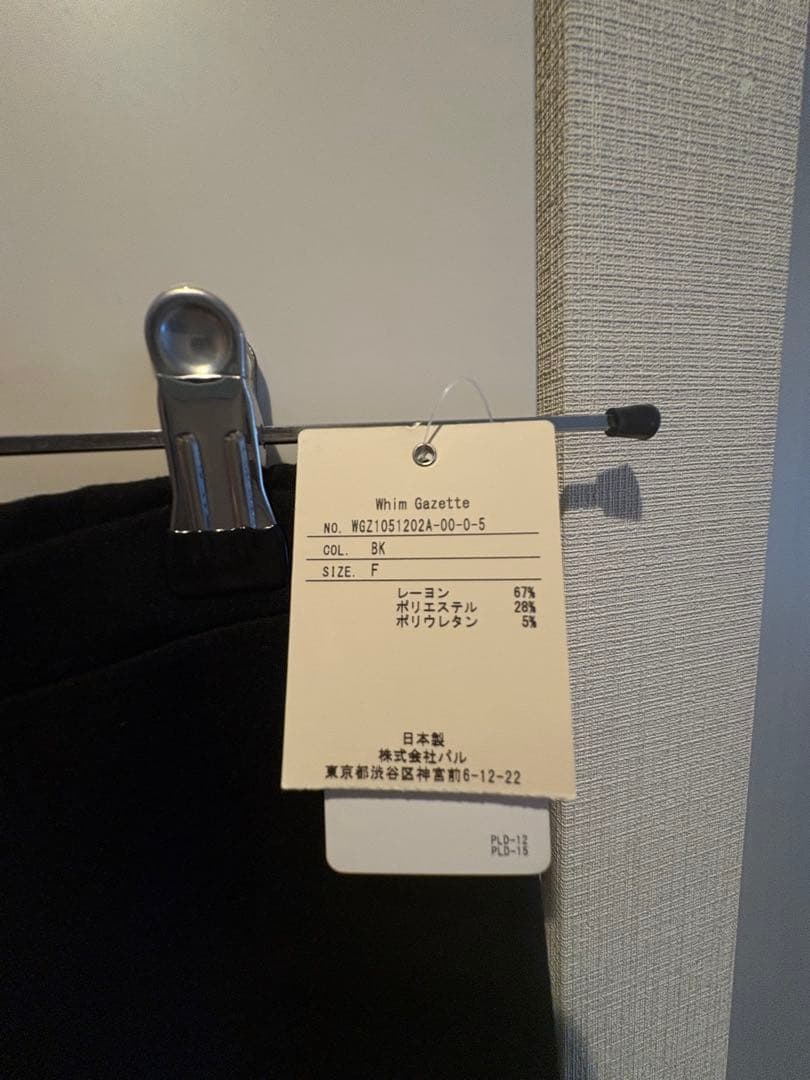 Whim Gazette
NO. WGZ1051202A-00-0-5
COL. BK
SIZE. F
レーヨン 67%
ポリエステル 28%
ポリウレタン 5%
日本製
株式会社パル
東京都渋谷区神宮前6-12-22
PLD-12
PLD-15